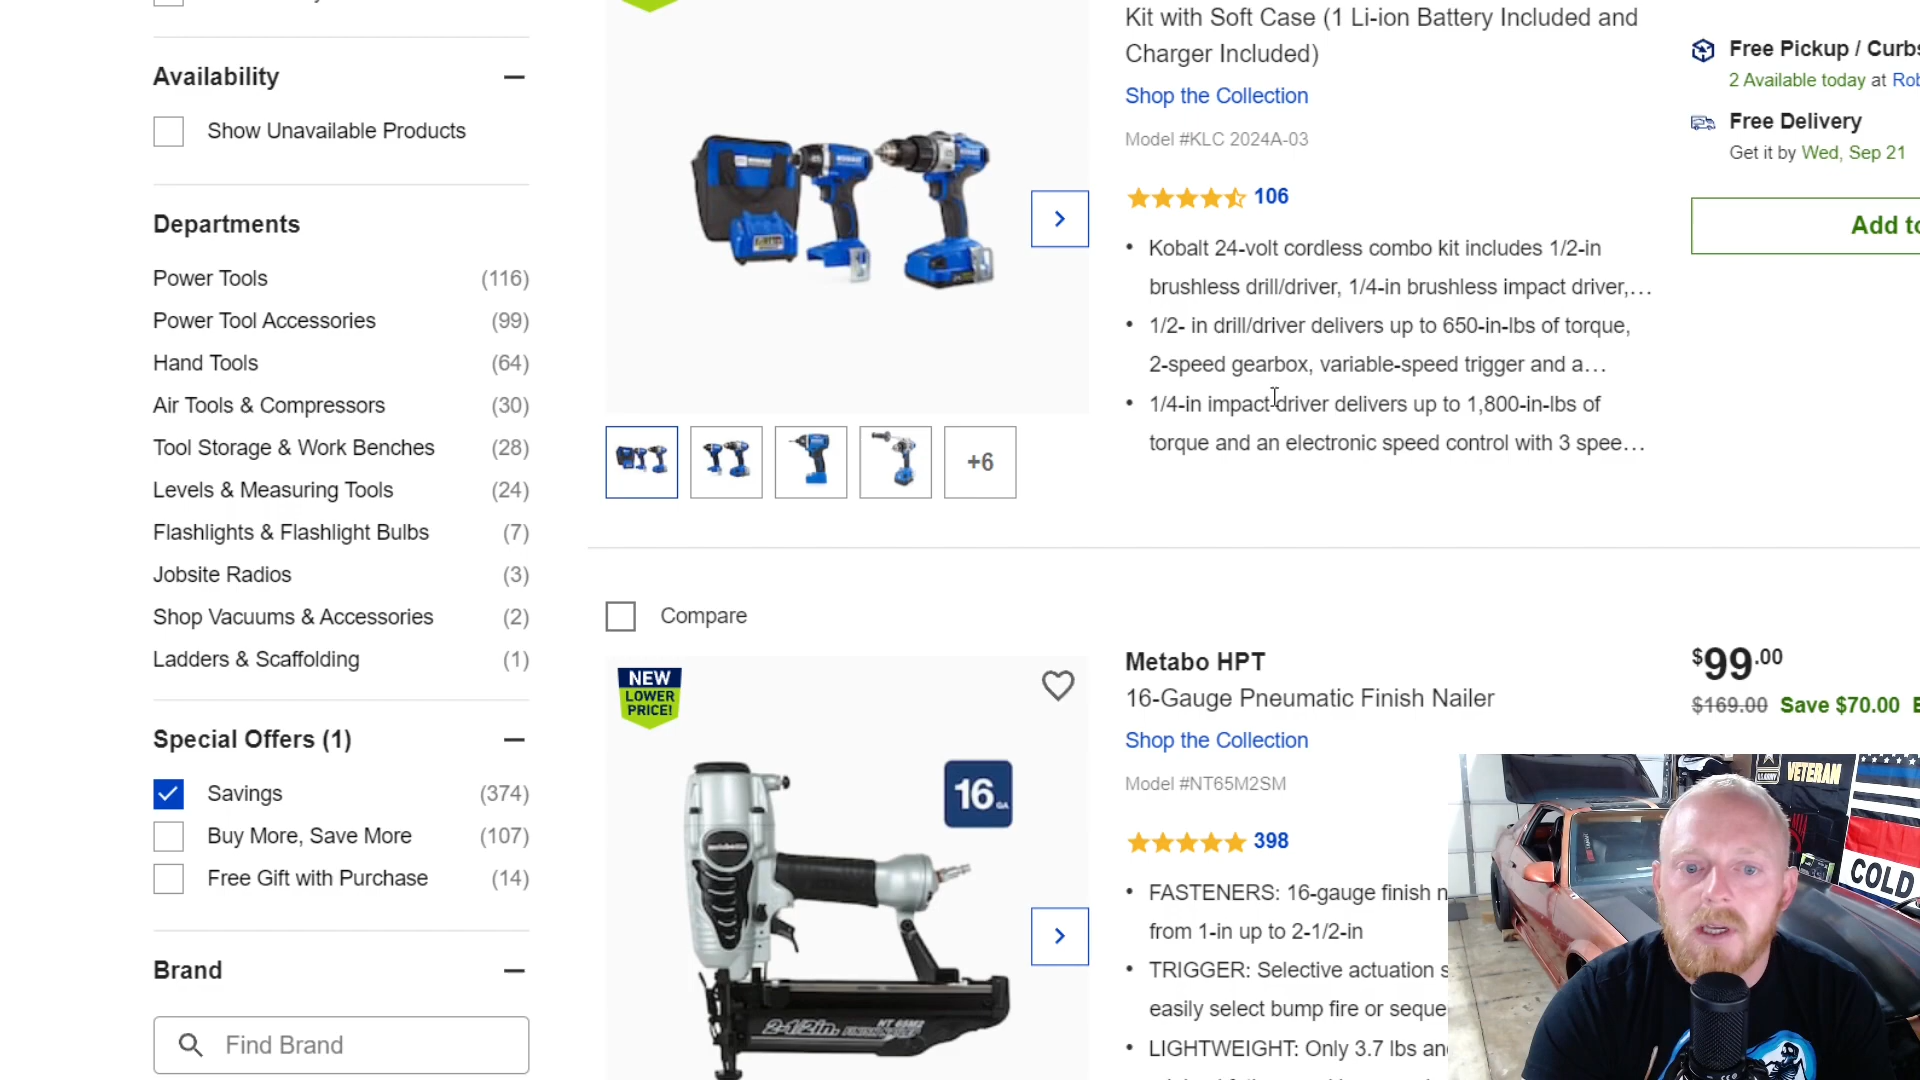 Availability
Show Unavailable Products
Departments
Power Tools (116)
Power Tool Accessories (99)
Hand Tools (64)
Air Tools & Compressors (30)
Tool Storage & Work Benches (28)
Levels & Measuring Tools (24)
Flashlights & Flashlight Bulbs (7)
Jobsite Radios (3)
Shop Vacuums & Accessories (2)
Ladders & Scaffolding (1)
Special Offers (1)
Savings (374)
Buy More, Save More (107)
Free Gift with Purchase (14)
Brand
Find Brand
Kit with Soft Case (1 Li-ion Battery Included and
Charger Included)
Shop the Collection
Model #KLC 2024A-03
106
• Kobalt 24-volt cordless combo kit includes 1/2-in
brushless drill/driver, 1/4-in brushless impact driver,…
• 1/2- in drill/driver delivers up to 650-in-lbs of torque,
2-speed gearbox, variable-speed trigger and a…
• 1/4-in impact driver delivers up to 1,800-in-lbs of
torque and an electronic speed control with 3 spee…
+6
Free Pickup / Curbs
2 Available today at Rob
Free Delivery
Get it by Wed, Sep 21
Add to
Compare
NEW
LOWER
PRICE!
16 GA
2-1/2in.
NT 65M2
Metabo HPT
16-Gauge Pneumatic Finish Nailer
Shop the Collection
Model #NT65M2SM
398
• FASTENERS: 16-gauge finish n
from 1-in up to 2-1/2-in
• TRIGGER: Selective actuation s
easily select bump fire or seque
• LIGHTWEIGHT: Only 3.7 lbs an
$99.00
$169.00 Save $70.00 E
VETERAN
COLD